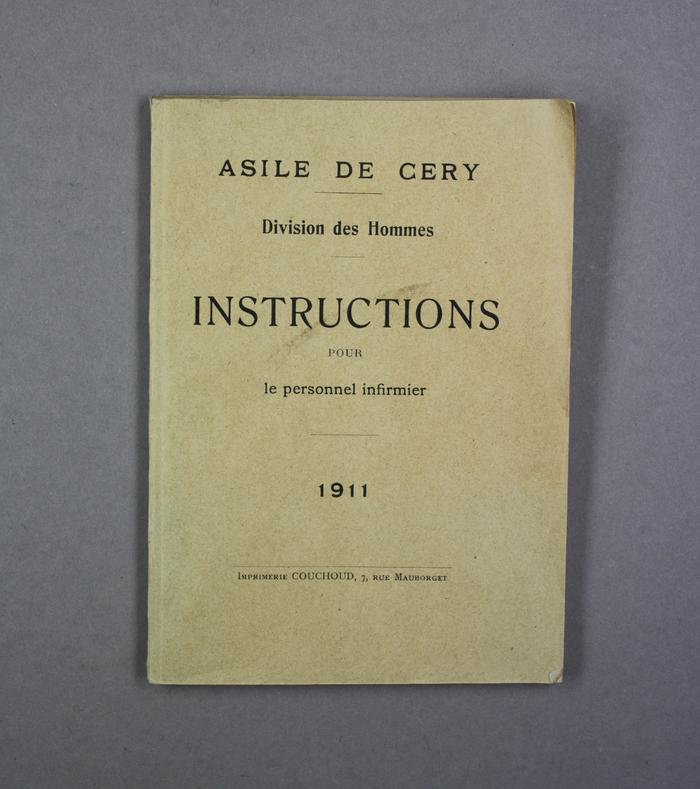 ASILE DE CERY
Division des Hommes
INSTRUCTIONS
POUR
le personnel infirmier
1911
IMPRIMERIE COUCHOUD, 7, RUE MAUBORGET